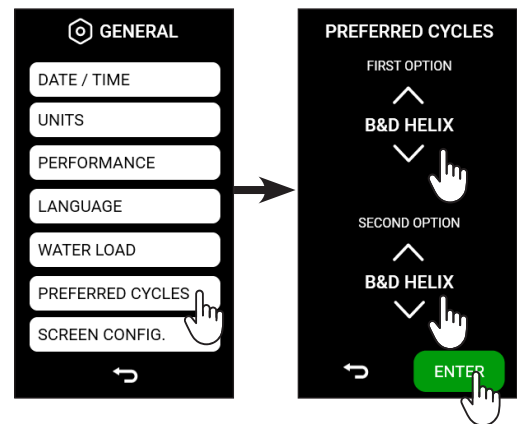 GENERAL
DATE / TIME
UNITS
PERFORMANCE
LANGUAGE
WATER LOAD
PREFERRED CYCLES
SCREEN CONFIG.
PREFERRED CYCLES
FIRST OPTION
B&D HELIX
SECOND OPTION
B&D HELIX
ENTER